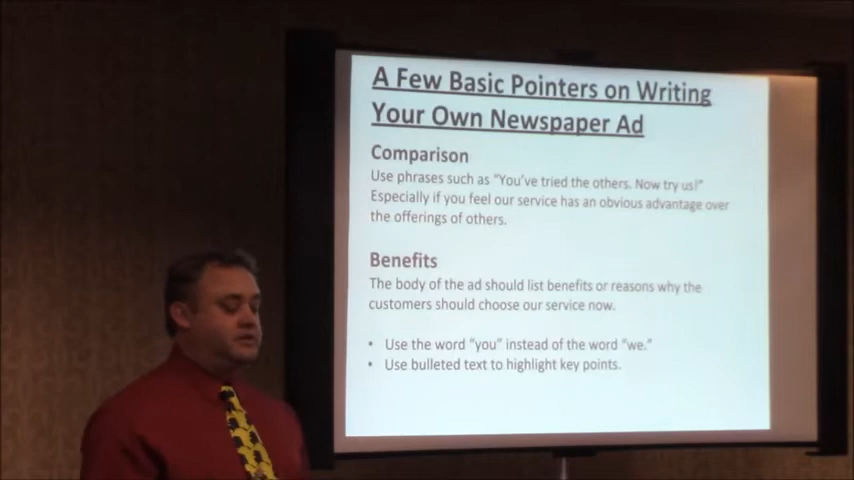 A Few Basic Pointers on Writing
Your Own Newspaper Ad
Comparison
Use phrases such as “You’ve tried the others. Now try us!”
Especially if you feel our service has an obvious advantage over
the offerings of others.
Benefits
The body of the ad should list benefits or reasons why the
customers should choose our service now.
• Use the word “you” instead of the word “we.”
• Use bulleted text to highlight key points.